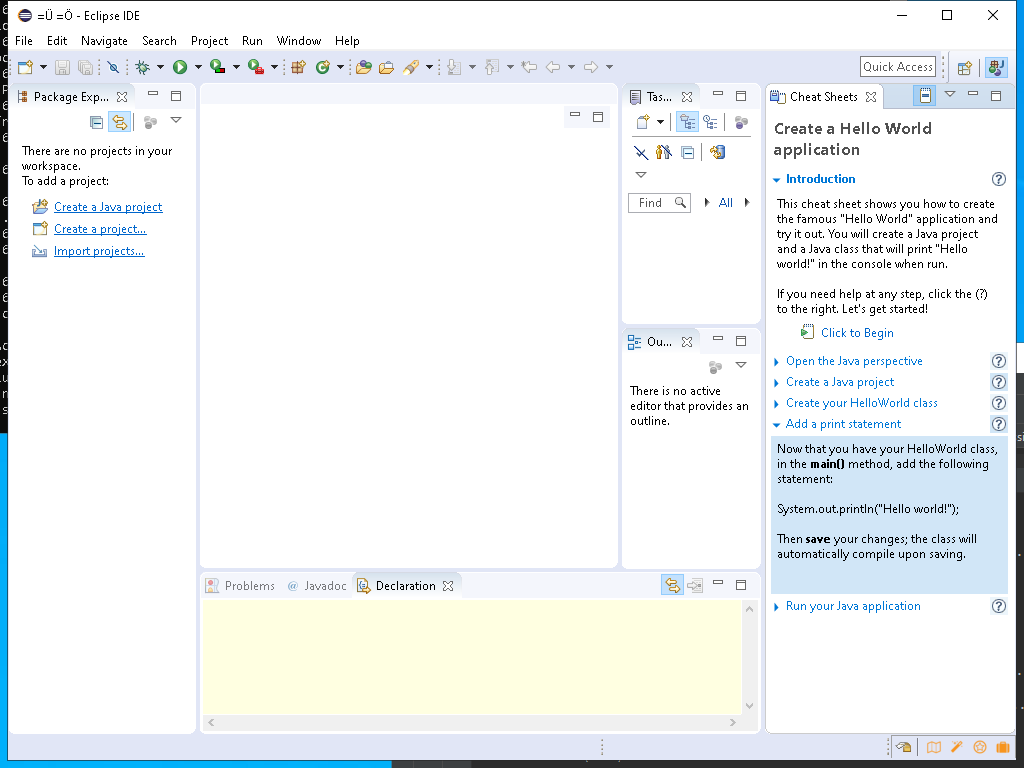 =Ü =Ö - Eclipse IDE
File Edit Navigate Search Project Run Window Help
Quick Access
Package Exp...
There are no projects in your
workspace.
To add a project:
Create a Java project
Create a project...
Import projects...
Tas...
Find
All
Ou...
There is no active
editor that provides an
outline.
Problems
@ Javadoc
Declaration
Cheat Sheets
Create a Hello World
application
Introduction
This cheat sheet shows you how to create
the famous "Hello World" application and
try it out. You will create a Java project
and a Java class that will print "Hello
world!" in the console when run.
If you need help at any step, click the (?)
to the right. Let's get started!
Click to Begin
Open the Java perspective
Create a Java project
Create your HelloWorld class
Add a print statement
Now that you have your HelloWorld class,
in the main() method, add the following
statement:
System.out.println("Hello world!");
Then save your changes; the class will
automatically compile upon saving.
Run your Java application